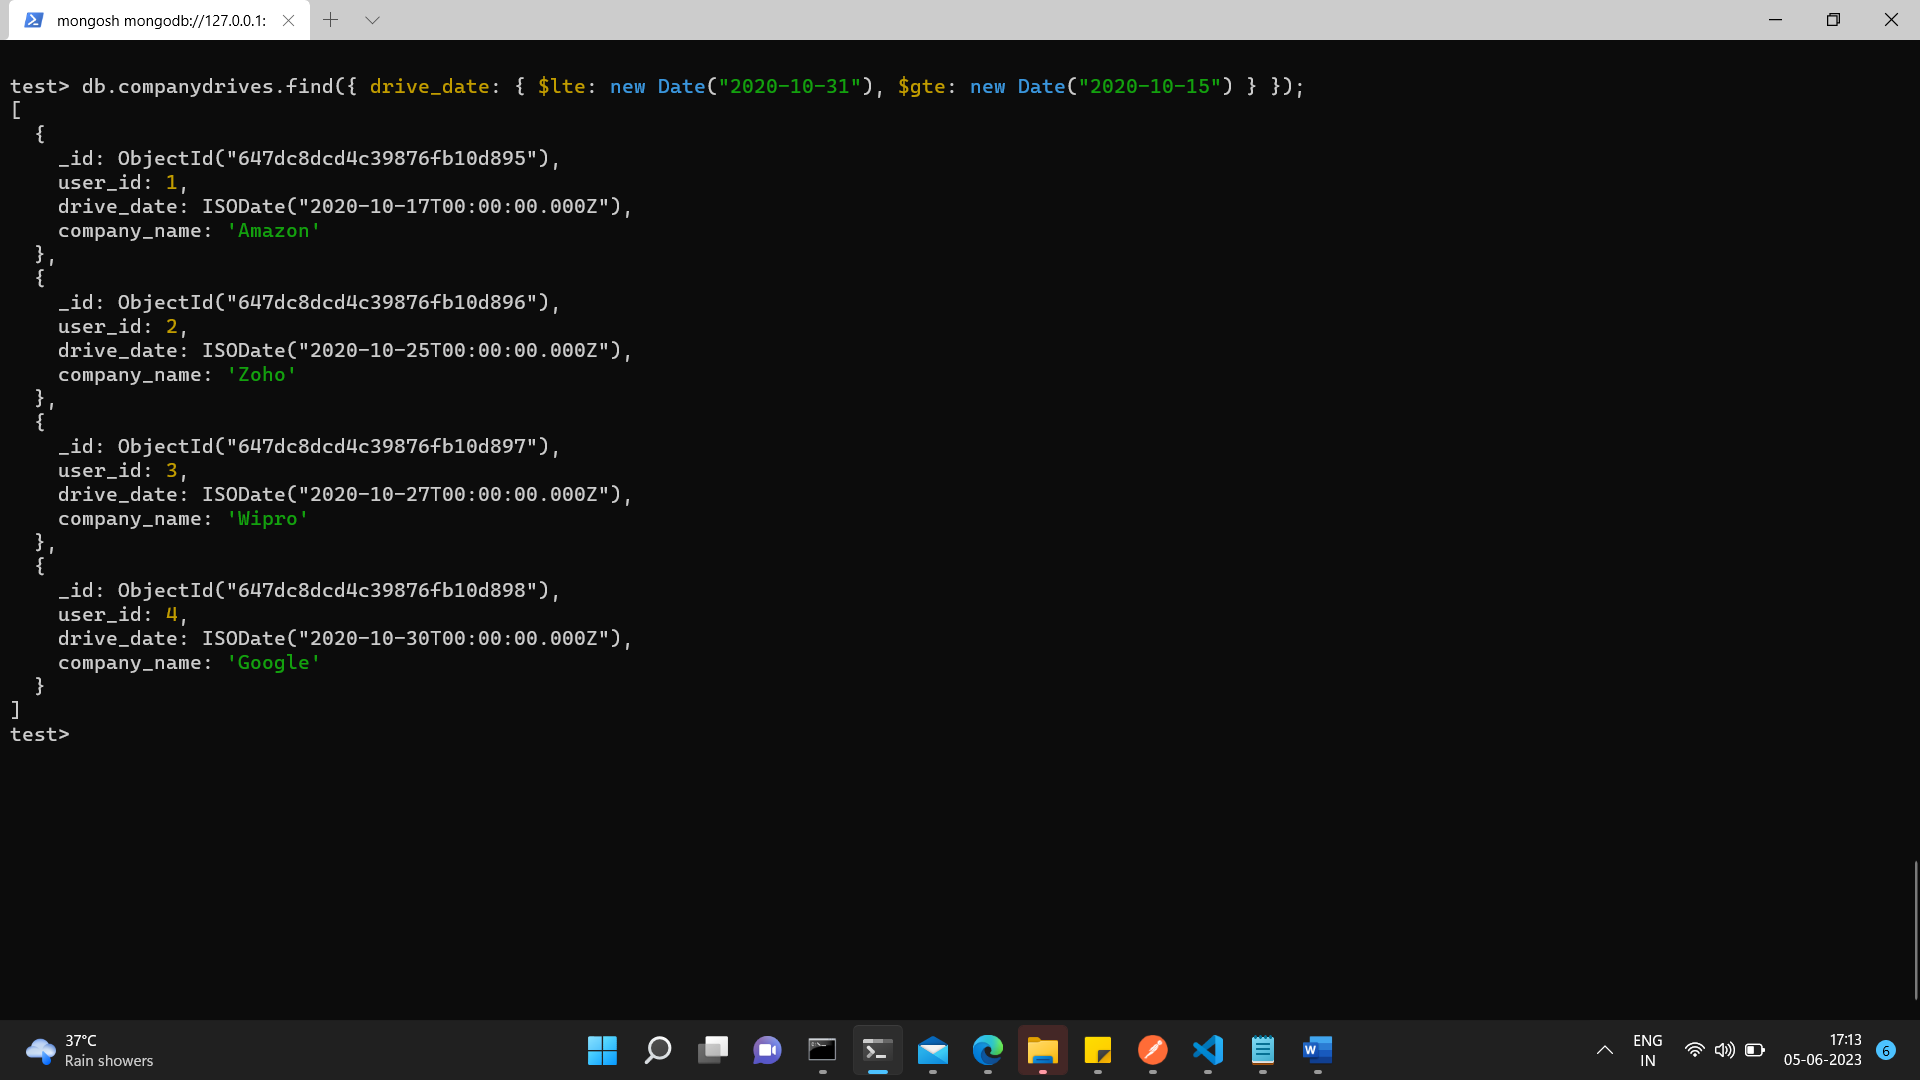 mongosh mongodb://127.0.0.1:
test> db.companydrives.find({ drive_date: { $lte: new Date("2020-10-31"), $gte: new Date("2020-10-15") } });
[
  {
    _id: ObjectId("647dc8dcd4c39876fb10d895"),
    user_id: 1,
    drive_date: ISODate("2020-10-17T00:00:00.000Z"),
    company_name: 'Amazon'
  },
  {
    _id: ObjectId("647dc8dcd4c39876fb10d896"),
    user_id: 2,
    drive_date: ISODate("2020-10-25T00:00:00.000Z"),
    company_name: 'Zoho'
  },
  {
    _id: ObjectId("647dc8dcd4c39876fb10d897"),
    user_id: 3,
    drive_date: ISODate("2020-10-27T00:00:00.000Z"),
    company_name: 'Wipro'
  },
  {
    _id: ObjectId("647dc8dcd4c39876fb10d898"),
    user_id: 4,
    drive_date: ISODate("2020-10-30T00:00:00.000Z"),
    company_name: 'Google'
  }
]
test>
37°C
Rain showers
ENG
IN
17:13
05-06-2023
6